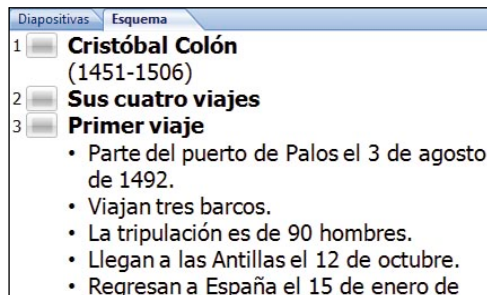 Diapositivas Esquema
1 Cristóbal Colón
(1451-1506)
2 Sus cuatro viajes
3 Primer viaje
• Parte del puerto de Palos el 3 de agosto
de 1492.
• Viajan tres barcos.
• La tripulación es de 90 hombres.
• Llegan a las Antillas el 12 de octubre.
• Regresan a España el 15 de enero de